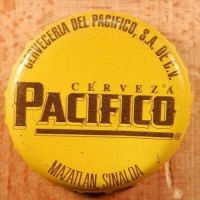 CERVECERIA DEL PACIFICO, S.A. DE C.V.
CERVEZA
PACIFICO ®
MAZATLAN, SINALOA